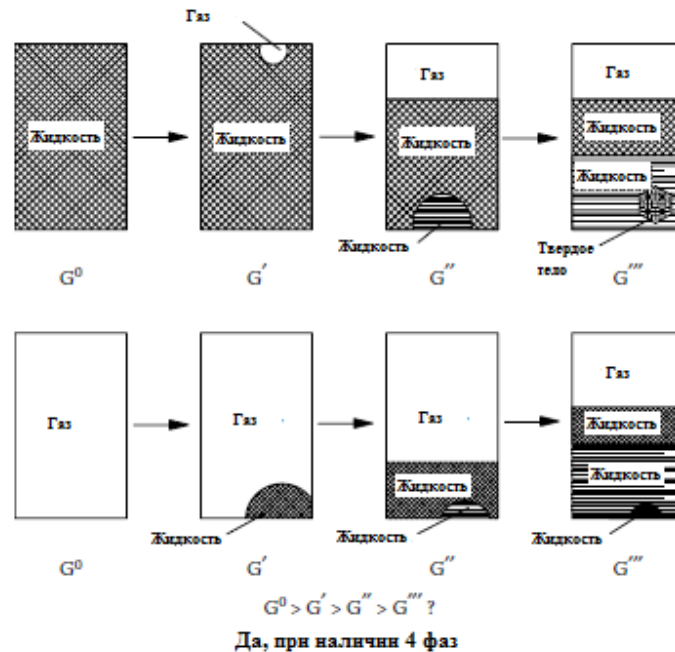 Газ
Газ
Газ
Жидкость
Жидкость
Жидкость
Жидкость
Жидкость
Жидкость
Твердое
тело
G⁰
G′
G″
G‴
Газ
Газ
Газ
Газ
Жидкость
Жидкость
Жидкость
Жидкость
Жидкость
Жидкость
G⁰
G′
G″
G‴
G⁰ > G′ > G″ > G⁗ ?
Да, при наличии 4 фаз